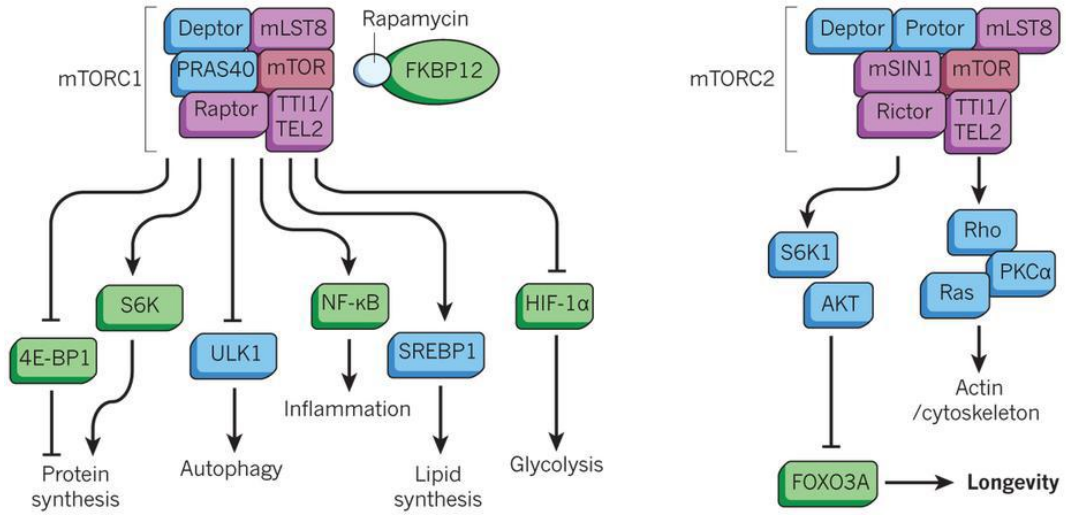 Rapamycin
Deptor
mLST8
PRAS40
mTOR
mTORC1
FKBP12
Raptor
TTI1/
TEL2
S6K
4E-BP1
ULK1
NF-κB
SREBP1
HIF-1α
Inflammation
Protein
synthesis
Autophagy
Lipid
synthesis
Glycolysis
Deptor
Protor
mLST8
mSIN1
mTOR
mTORC2
Rictor
TTI1/
TEL2
S6K1
AKT
Rho
PKCα
Ras
Actin
/cytoskeleton
FOXO3A
Longevity